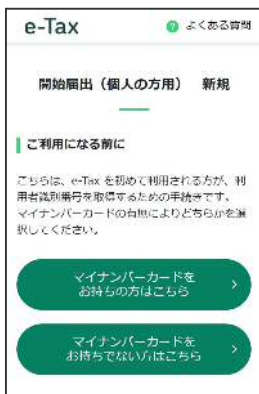 e-Tax
? よくある質問
開始届出（個人の方用） 新規
ご利用になる前に
こちらは、e-Tax を初めて利用される方が、利
用者識別番号を取得するための手続きです。
マイナンバーカードの有無によりどちらかを選
択してください。
マイナンバーカードを
お持ちの方はこちら
マイナンバーカードを
お持ちでない方はこちら